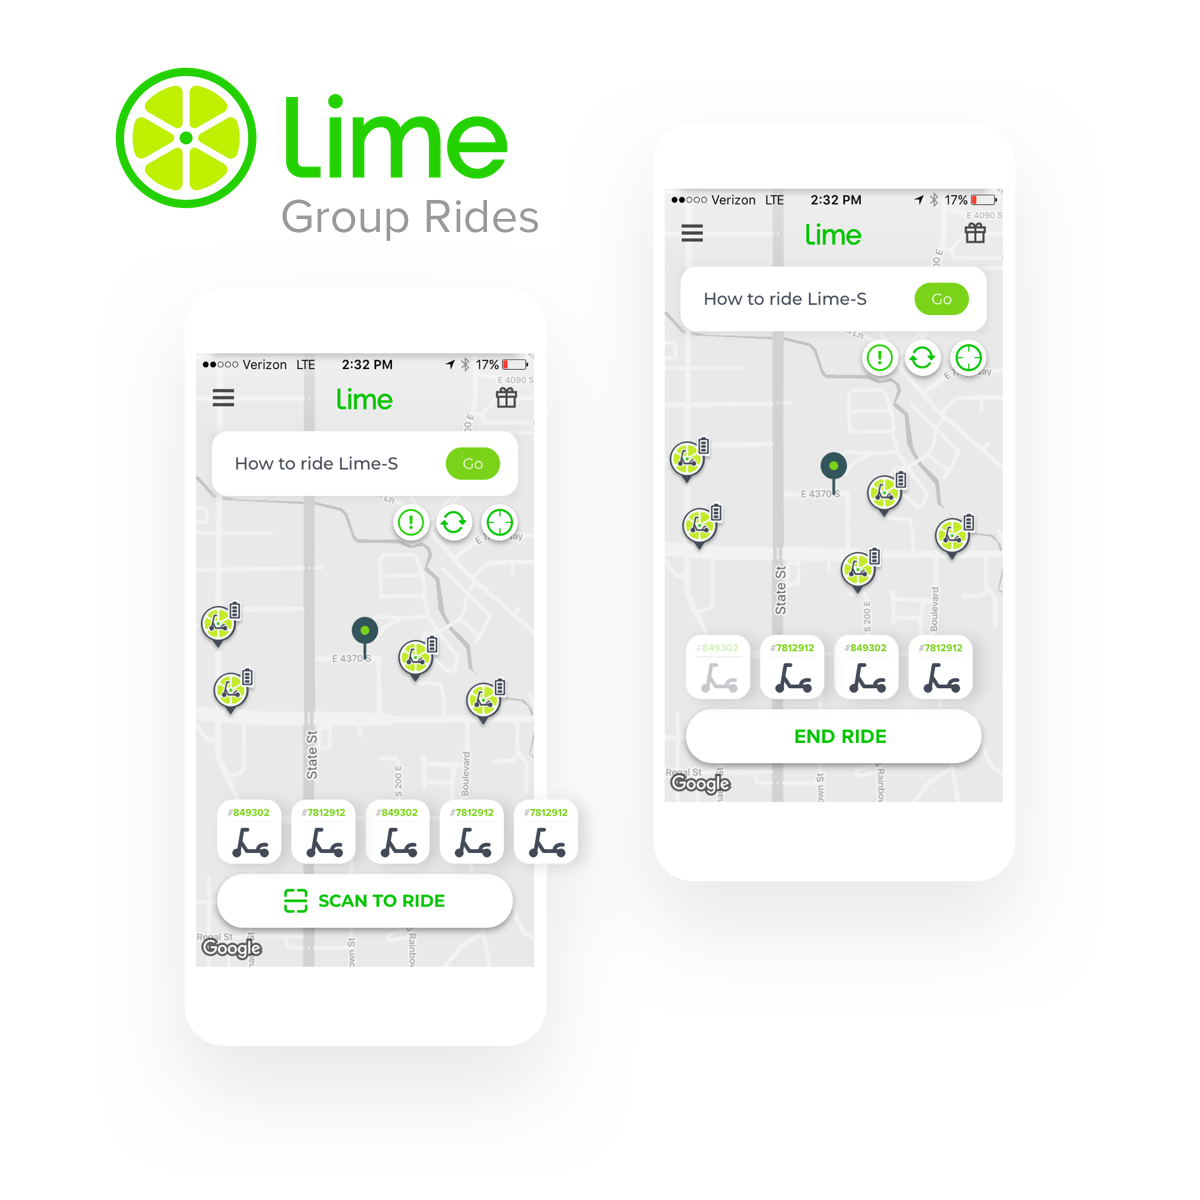 Lime
Group Rides
Verizon LTE 2:32 PM 17%
E 4090 S
Lime
How to ride Lime-S Go
E 4370 S
State St
S 200 E
Boulevard
#849302 #7812912 #849302 #7812912 #7812912
SCAN TO RIDE
Regal St
Google
own St
s Rainbov
Verizon LTE 2:32 PM 17%
E 4090 S
Lime
00 E
How to ride Lime-S Go
E 4370 S
State St
S 200 E
Boulevard
#849302 #7812912 #849302 #7812912
END RIDE
Regal St
Google
own St
s Rainbov